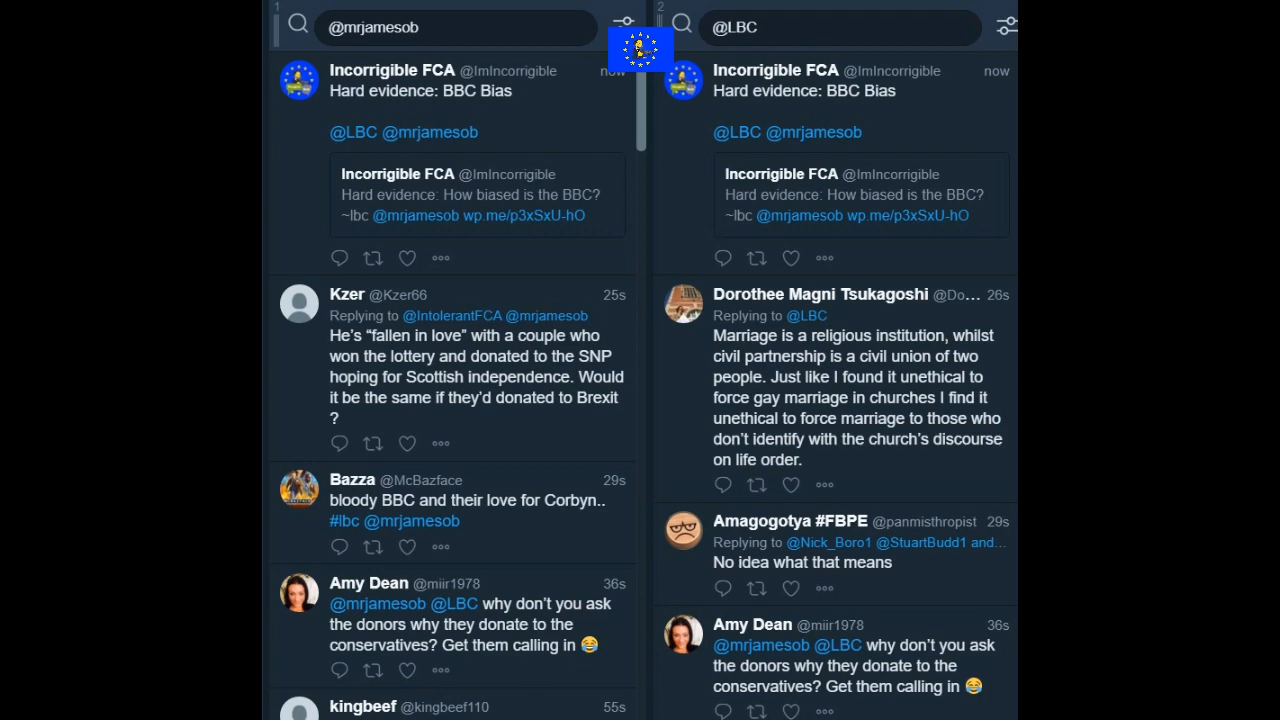 1
@mrjamesob
Incorrigible FCA @ImIncorrigible now
Hard evidence: BBC Bias
@LBC @mrjamesob
Incorrigible FCA @ImIncorrigible
Hard evidence: How biased is the BBC?
~lbc @mrjamesob wp.me/p3xSxU-hO
Kzer @Kzer66 25s
Replying to @IntolerantFCA @mrjamesob
He’s “fallen in love” with a couple who
won the lottery and donated to the SNP
hoping for Scottish independence. Would
it be the same if they’d donated to Brexit
?
Bazza @McBazface 29s
bloody BBC and their love for Corbyn..
#lbc @mrjamesob
Amy Dean @miir1978 36s
@mrjamesob @LBC why don’t you ask
the donors why they donate to the
conservatives? Get them calling in 😂
kingbeef @kingbeef110 55s
2
@LBC
Incorrigible FCA @ImIncorrigible now
Hard evidence: BBC Bias
@LBC @mrjamesob
Incorrigible FCA @ImIncorrigible
Hard evidence: How biased is the BBC?
~lbc @mrjamesob wp.me/p3xSxU-hO
Dorothee Magni Tsukagoshi @Do... 26s
Replying to @LBC
Marriage is a religious institution, whilst
civil partnership is a civil union of two
people. Just like I found it unethical to
force gay marriage in churches I find it
unethical to force marriage to those who
don’t identify with the church’s discourse
on life order.
Amagogotya #FBPE @panmisthropist 29s
Replying to @Nick_Boro1 @StuartBudd1 and...
No idea what that means
Amy Dean @miir1978 36s
@mrjamesob @LBC why don’t you ask
the donors why they donate to the
conservatives? Get them calling in 😂